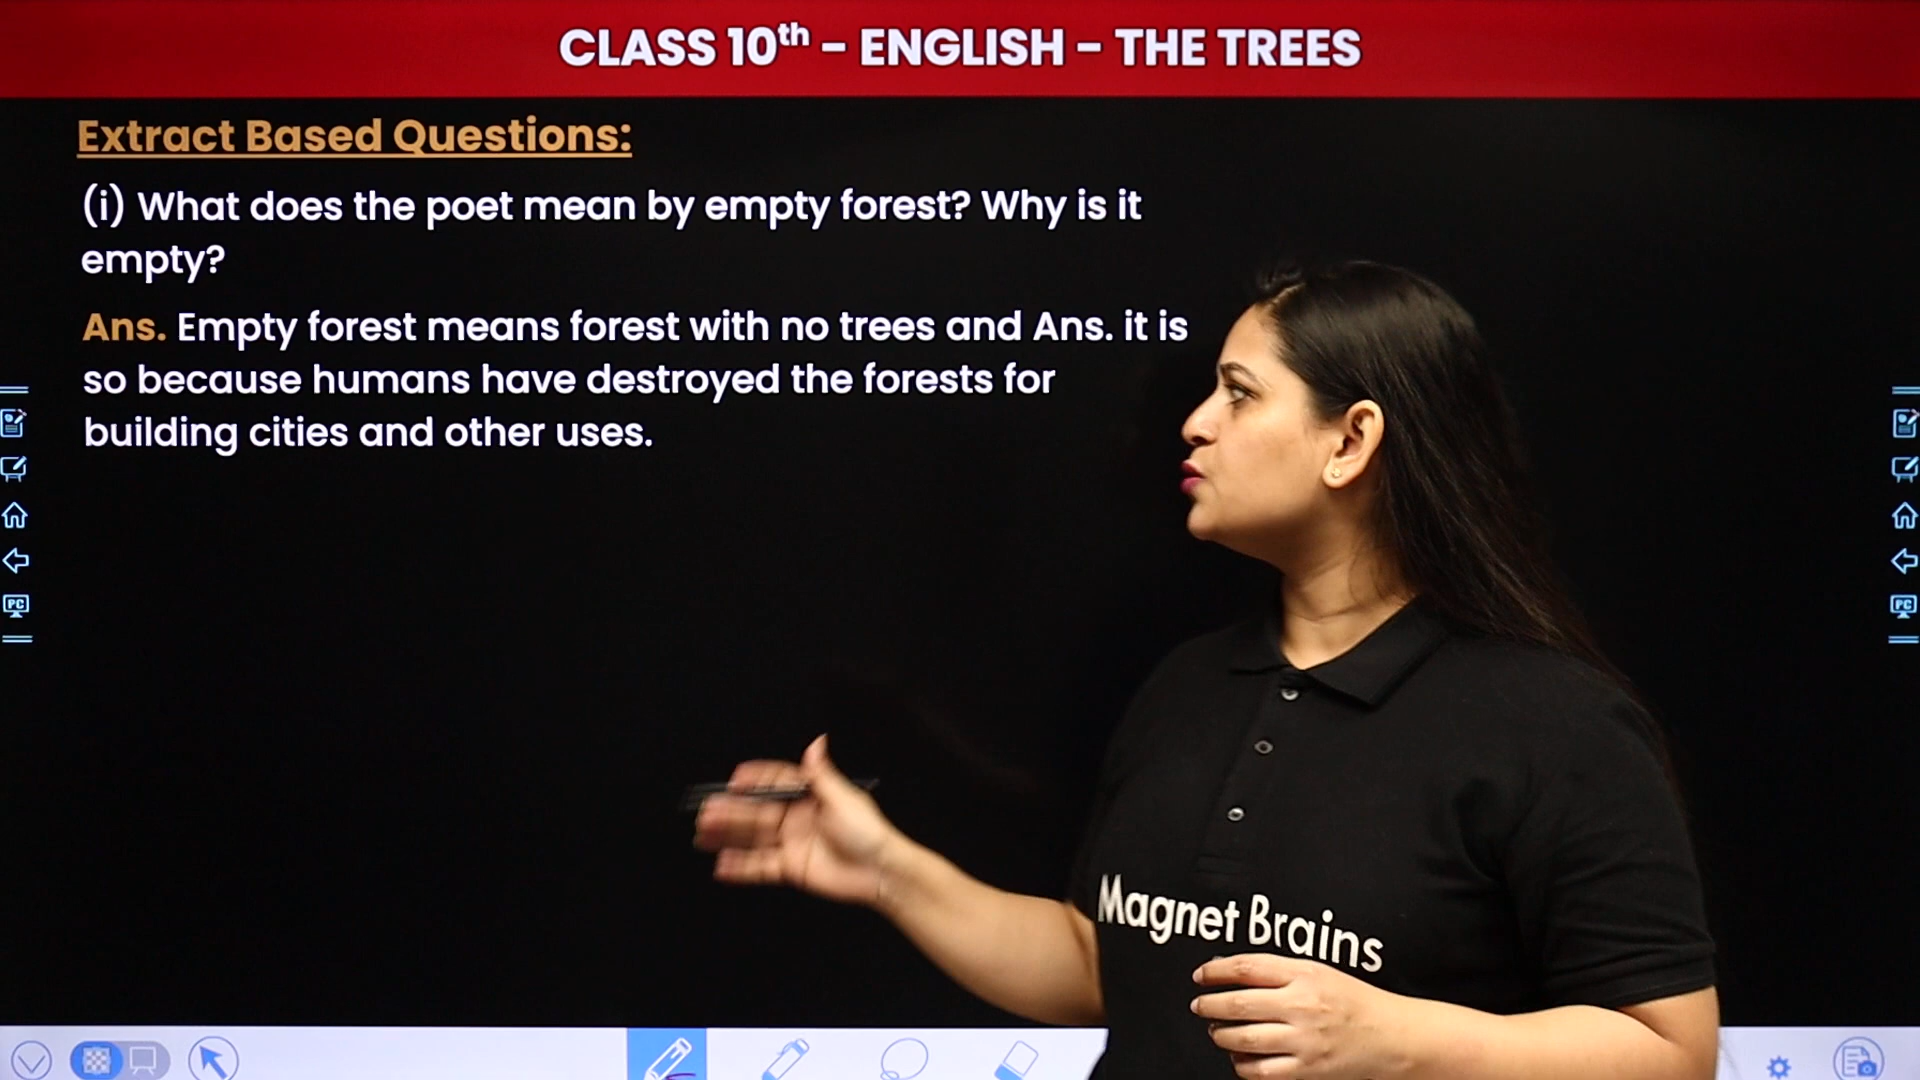 CLASS 10th - ENGLISH - THE TREES
Extract Based Questions:
(i) What does the poet mean by empty forest? Why is it
empty?
Ans. Empty forest means forest with no trees and Ans. it is
so because humans have destroyed the forests for
building cities and other uses.
PC
PC
Magnet Brains